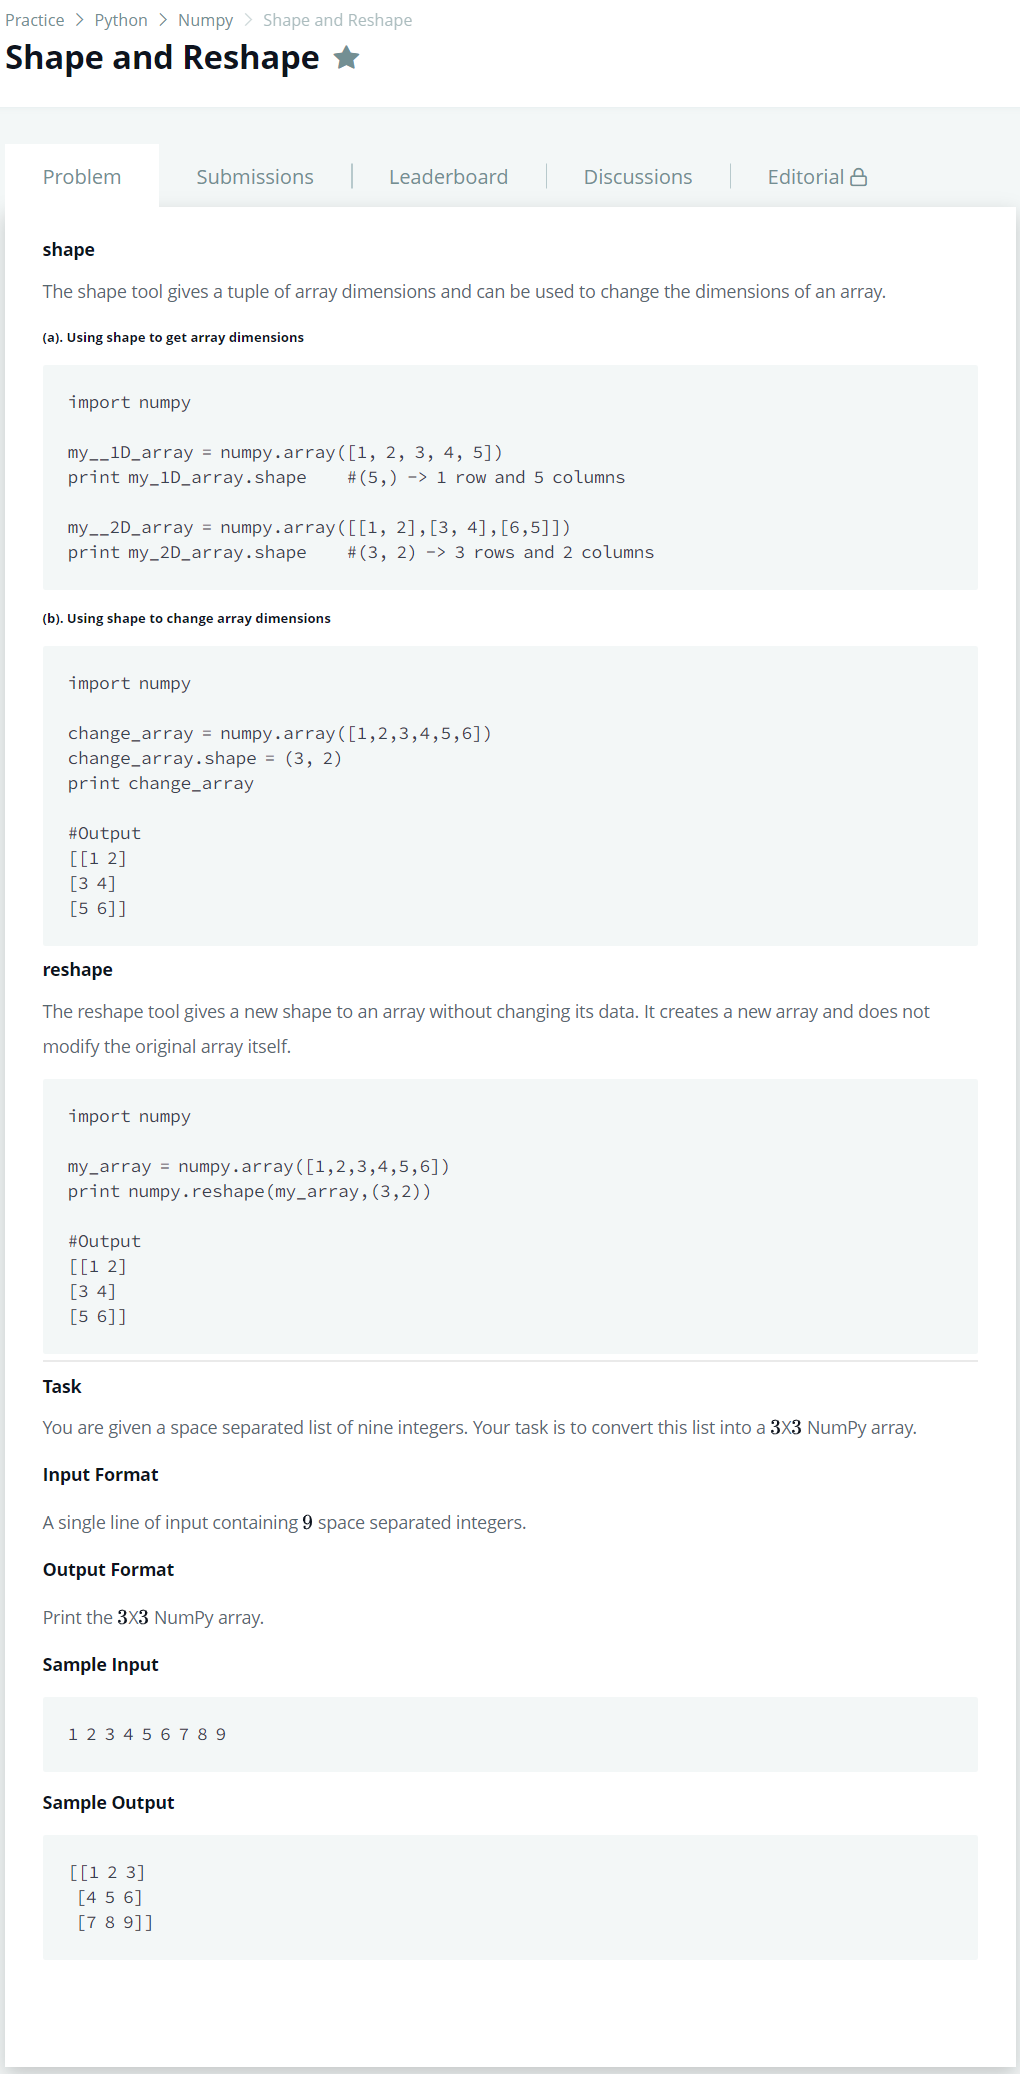 Practice > Python > Numpy > Shape and Reshape
Shape and Reshape
Problem
Submissions
Leaderboard
Discussions
Editorial
shape
The shape tool gives a tuple of array dimensions and can be used to change the dimensions of an array.
(a). Using shape to get array dimensions
import numpy
my__1D_array = numpy.array([1, 2, 3, 4, 5])
print my_1D_array.shape    #(5,) -> 1 row and 5 columns
my__2D_array = numpy.array([[1, 2],[3, 4],[6,5]])
print my_2D_array.shape    #(3, 2) -> 3 rows and 2 columns
(b). Using shape to change array dimensions
import numpy
change_array = numpy.array([1,2,3,4,5,6])
change_array.shape = (3, 2)
print change_array
#Output
[[1 2]
[3 4]
[5 6]]
reshape
The reshape tool gives a new shape to an array without changing its data. It creates a new array and does not
modify the original array itself.
import numpy
my_array = numpy.array([1,2,3,4,5,6])
print numpy.reshape(my_array,(3,2))
#Output
[[1 2]
[3 4]
[5 6]]
Task
You are given a space separated list of nine integers. Your task is to convert this list into a 3X3 NumPy array.
Input Format
A single line of input containing 9 space separated integers.
Output Format
Print the 3X3 NumPy array.
Sample Input
1 2 3 4 5 6 7 8 9
Sample Output
[[1 2 3]
 [4 5 6]
 [7 8 9]]